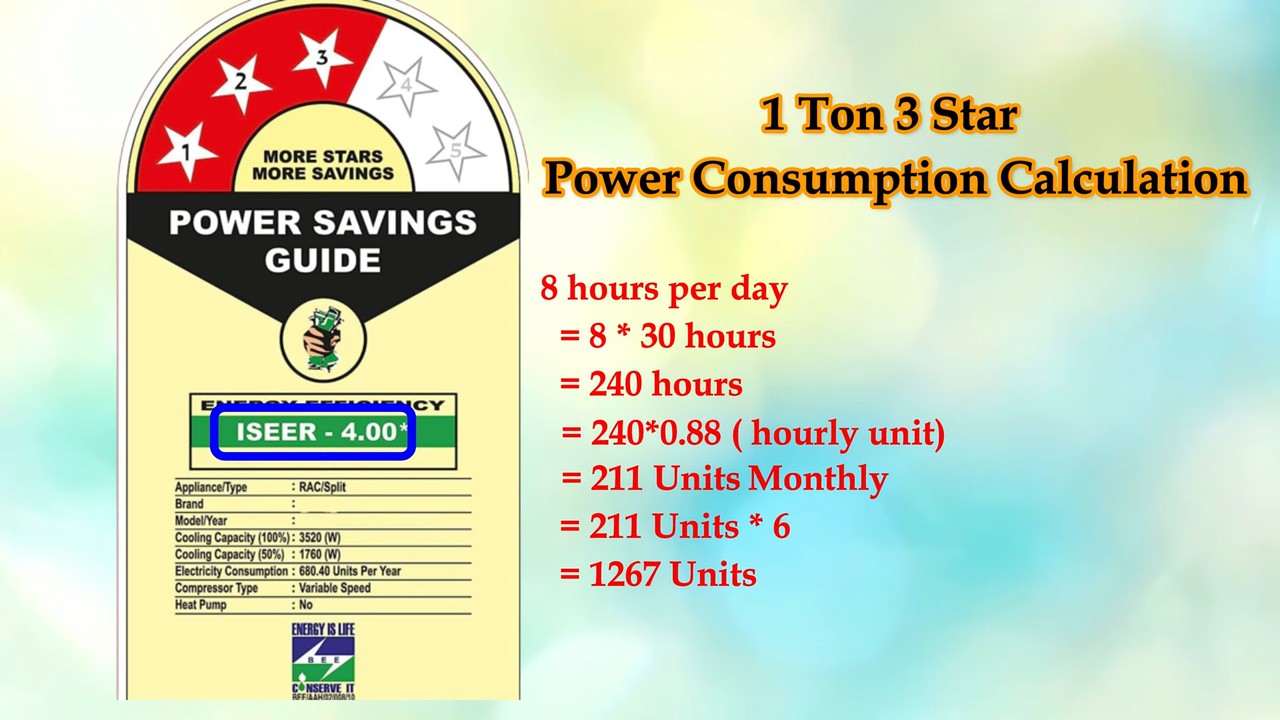 1
2
3
4
5
MORE STARS
MORE SAVINGS
POWER SAVINGS
GUIDE
ENERGY EFFICIENCY
ISEER - 4.00*
Appliance/Type : RAC/Split
Brand :
Model/Year :
Cooling Capacity (100%) : 3520 (W)
Cooling Capacity (50%) : 1760 (W)
Electricity Consumption : 680.40 Units Per Year
Compressor Type : Variable Speed
Heat Pump : No
ENERGY IS LIFE
BEE
CONSERVE IT
1 Ton 3 Star
Power Consumption Calculation
8 hours per day
= 8 * 30 hours
= 240 hours
= 240*0.88 ( hourly unit)
= 211 Units Monthly
= 211 Units * 6
= 1267 Units